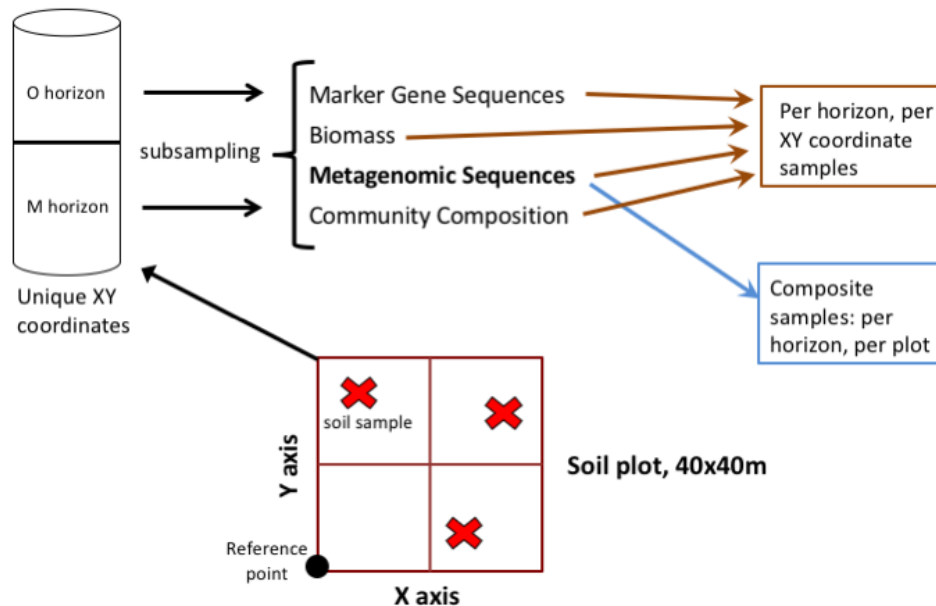 O horizon
M horizon
Unique XY
coordinates
subsampling
Marker Gene Sequences
Biomass
Metagenomic Sequences
Community Composition
Per horizon, per
XY coordinate
samples
Composite
samples: per
horizon, per plot
soil sample
Y axis
Soil plot, 40x40m
Reference
point
X axis